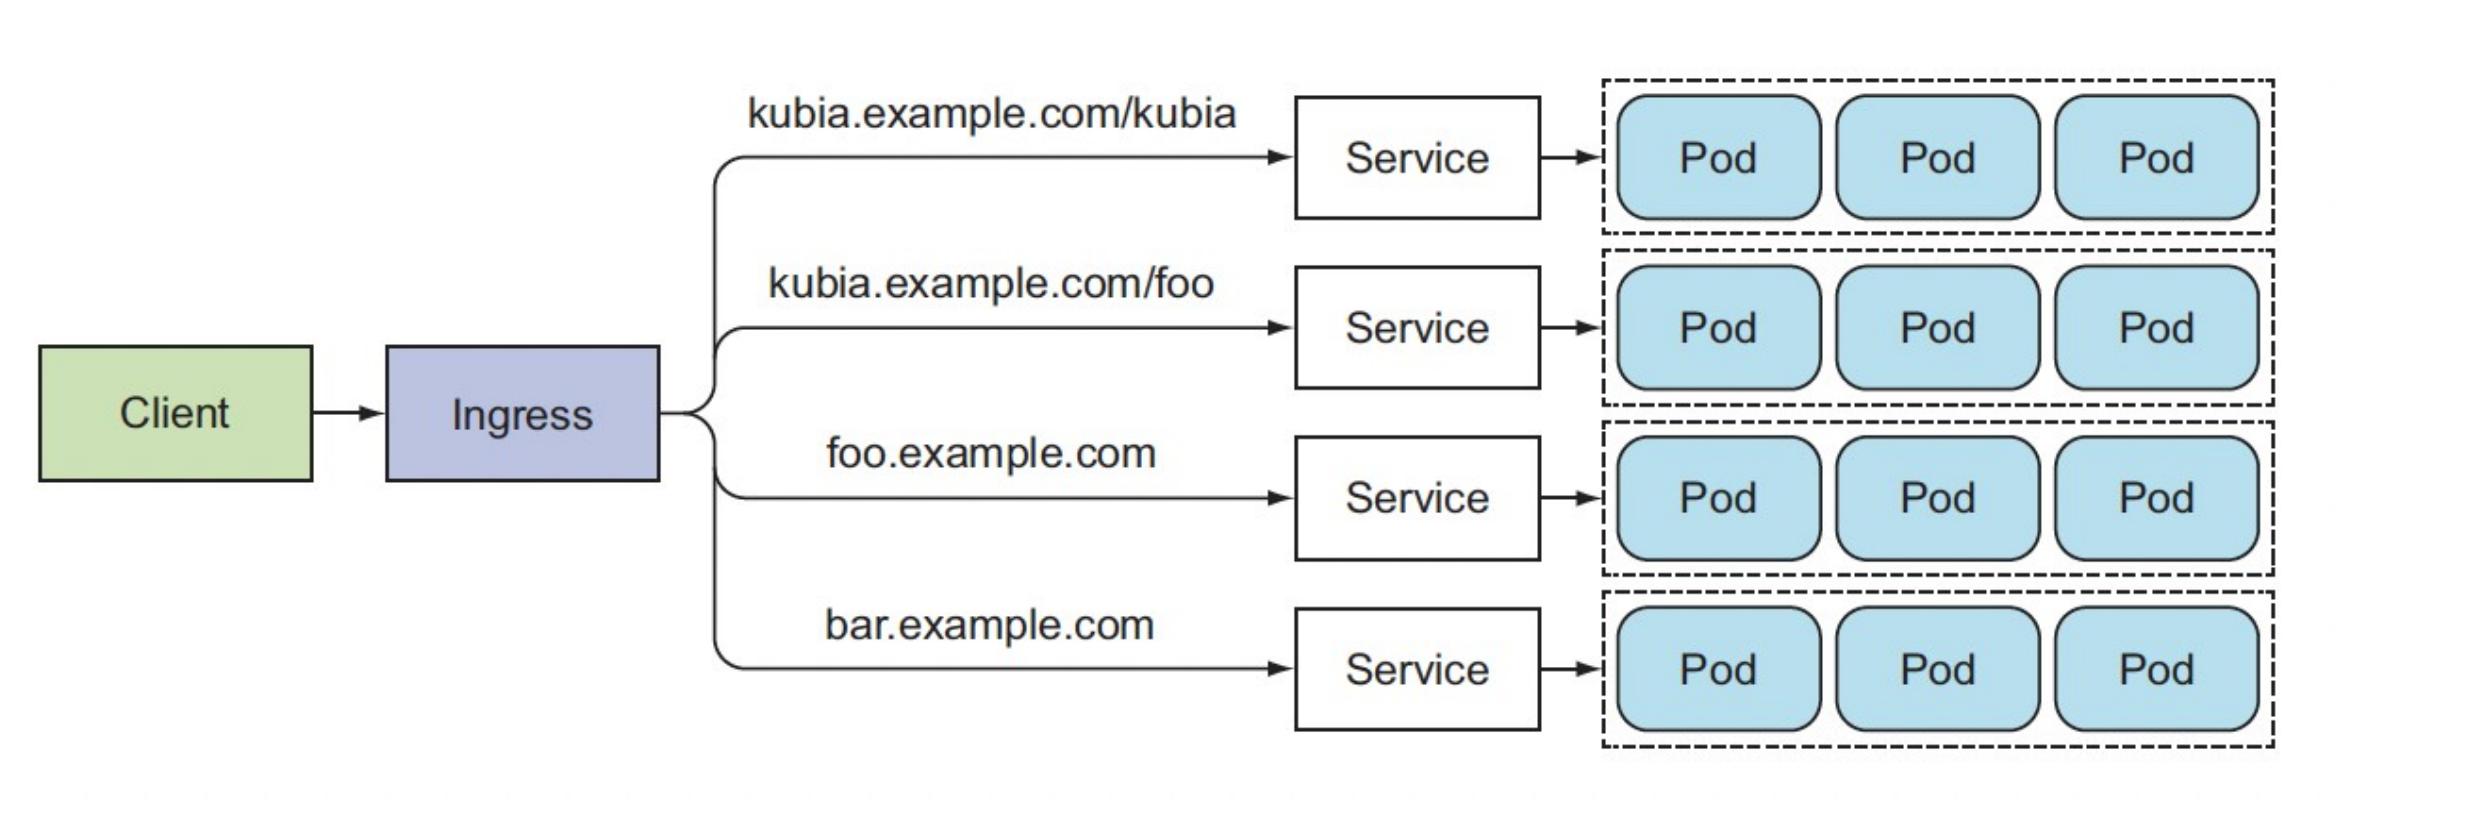 kubia.example.com/kubia
Service
Pod
Pod
Pod
kubia.example.com/foo
Service
Pod
Pod
Pod
Client
Ingress
foo.example.com
Service
Pod
Pod
Pod
bar.example.com
Service
Pod
Pod
Pod